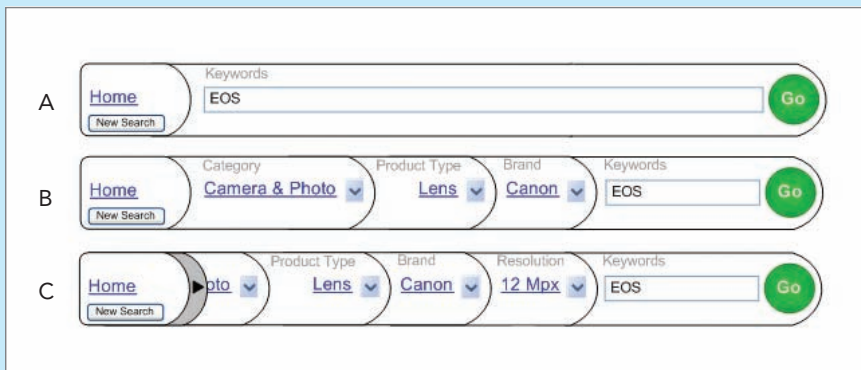 A
Home
New Search
Keywords
EOS
Go
B
Home
New Search
Category
Camera & Photo
Product Type
Lens
Brand
Canon
Keywords
EOS
Go
C
Home
New Search
oto
Product Type
Lens
Brand
Canon
Resolution
12 Mpx
Keywords
EOS
Go